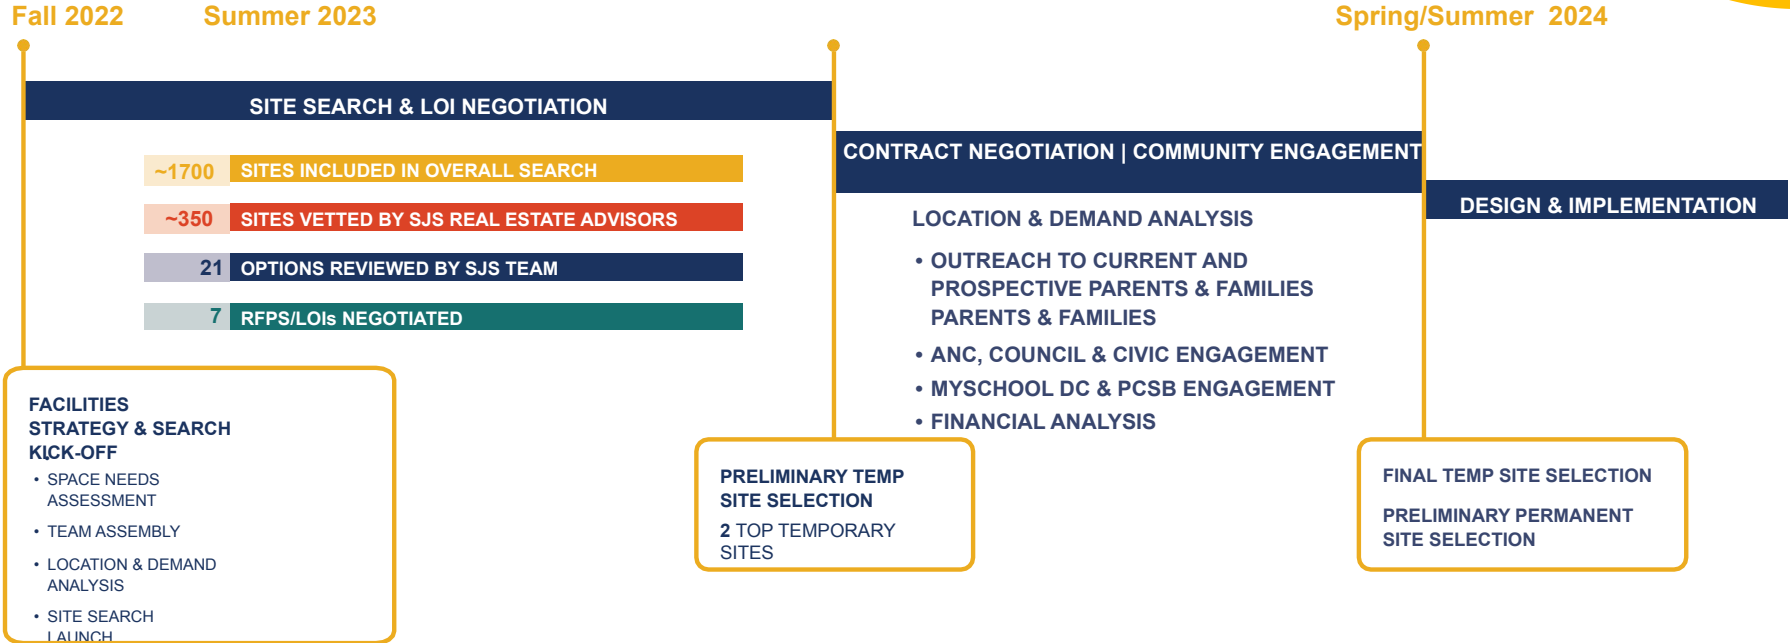 Fall 2022
Summer 2023
Spring/Summer 2024
SITE SEARCH & LOI NEGOTIATION
~1700 SITES INCLUDED IN OVERALL SEARCH
~350 SITES VETTED BY SJS REAL ESTATE ADVISORS
21 OPTIONS REVIEWED BY SJS TEAM
7 RFPS/LOIs NEGOTIATED
CONTRACT NEGOTIATION | COMMUNITY ENGAGEMENT
LOCATION & DEMAND ANALYSIS
• OUTREACH TO CURRENT AND
PROSPECTIVE PARENTS & FAMILIES
PARENTS & FAMILIES
• ANC, COUNCIL & CIVIC ENGAGEMENT
• MYSCHOOL DC & PCSB ENGAGEMENT
• FINANCIAL ANALYSIS
DESIGN & IMPLEMENTATION
FACILITIES
STRATEGY & SEARCH
KICK-OFF
• SPACE NEEDS
ASSESSMENT
• TEAM ASSEMBLY
• LOCATION & DEMAND
ANALYSIS
• SITE SEARCH
LAUNCH
PRELIMINARY TEMP
SITE SELECTION
2 TOP TEMPORARY
SITES
FINAL TEMP SITE SELECTION
PRELIMINARY PERMANENT
SITE SELECTION